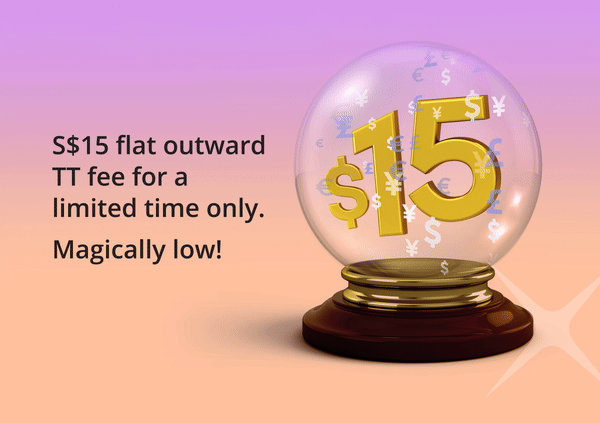 S$15 flat outward
TT fee for a
limited time only.
Magically low!
$15